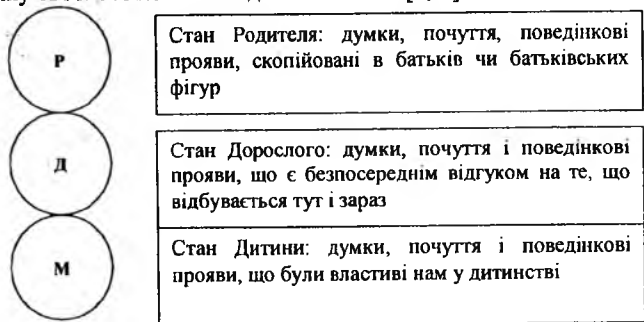 Р
Стан Родителя: думки, почуття, поведінкові
прояви, скопійовані в батьків чи батьківських
фігур
Д
Стан Дорослого: думки, почуття і поведінкові
прояви, що є безпосереднім відгуком на те, що
відбувається тут і зараз
М
Стан Дитини: думки, почуття і поведінкові
прояви, що були властиві нам у дитинстві